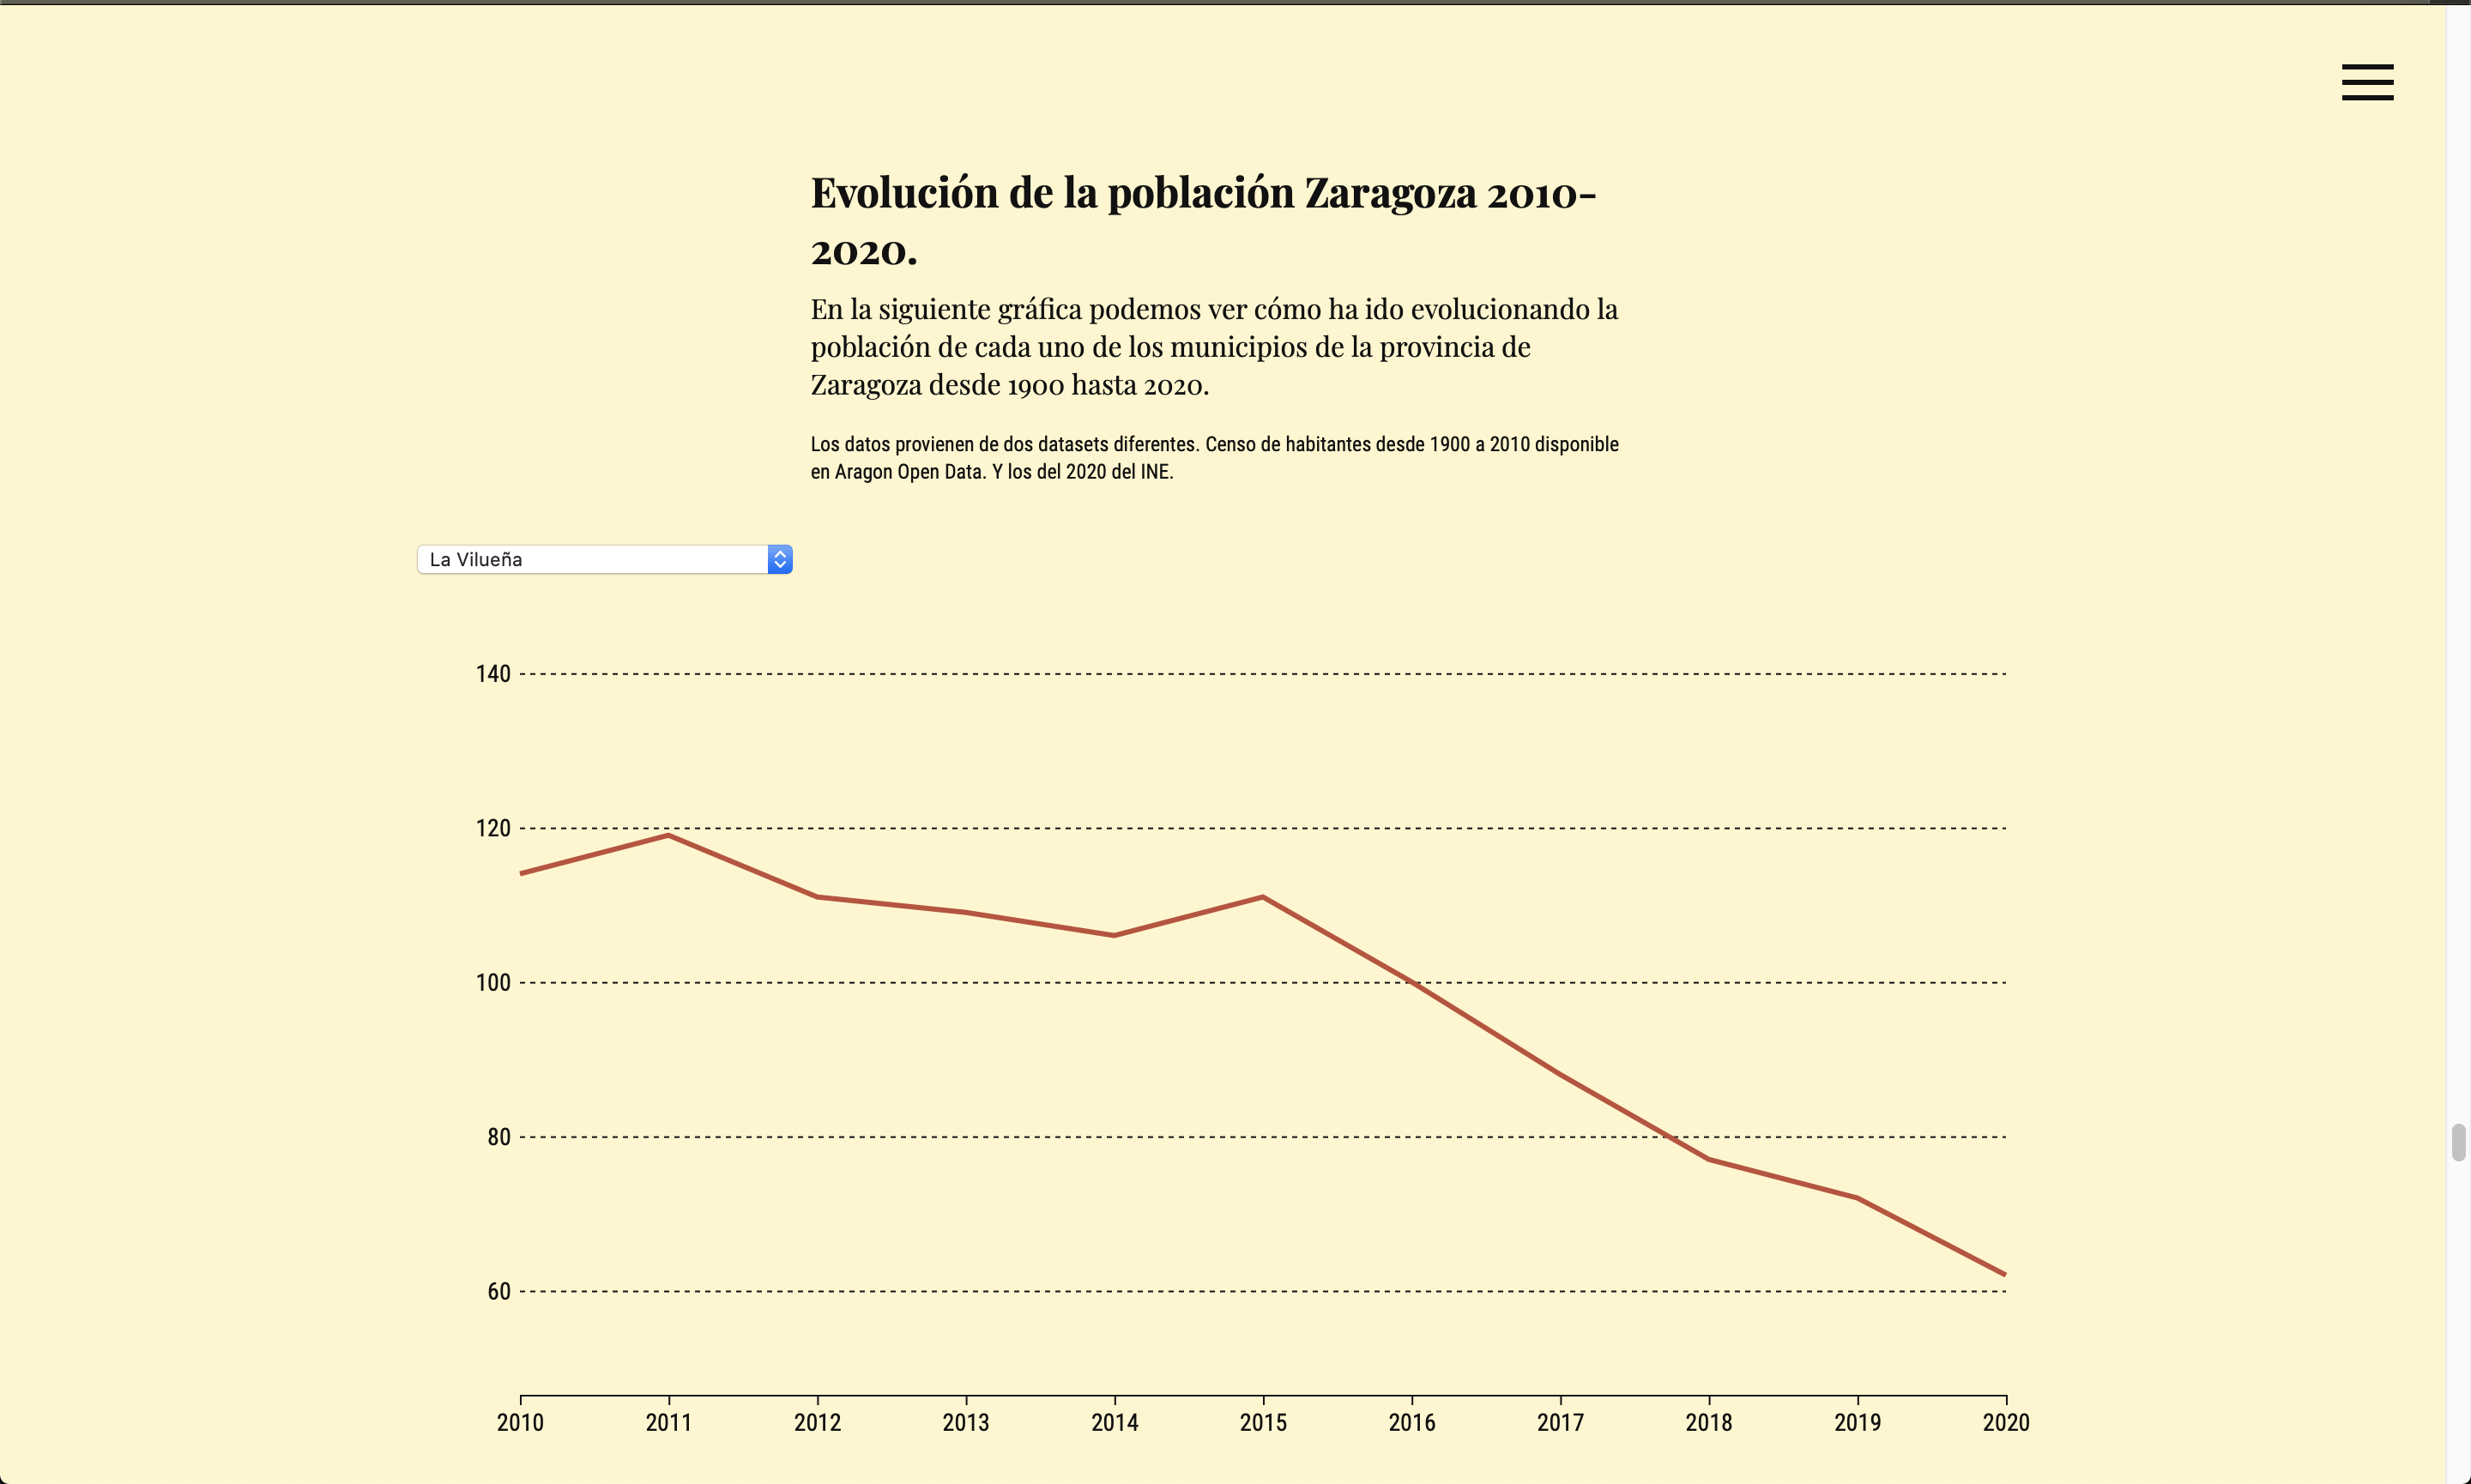 Evolución de la población Zaragoza 2010-
2020.
En la siguiente gráfica podemos ver cómo ha ido evolucionando la
población de cada uno de los municipios de la provincia de
Zaragoza desde 1900 hasta 2020.
Los datos provienen de dos datasets diferentes. Censo de habitantes desde 1900 a 2010 disponible
en Aragon Open Data. Y los del 2020 del INE.
La Vilueña
140
120
100
80
60
2010 2011 2012 2013 2014 2015 2016 2017 2018 2019 2020